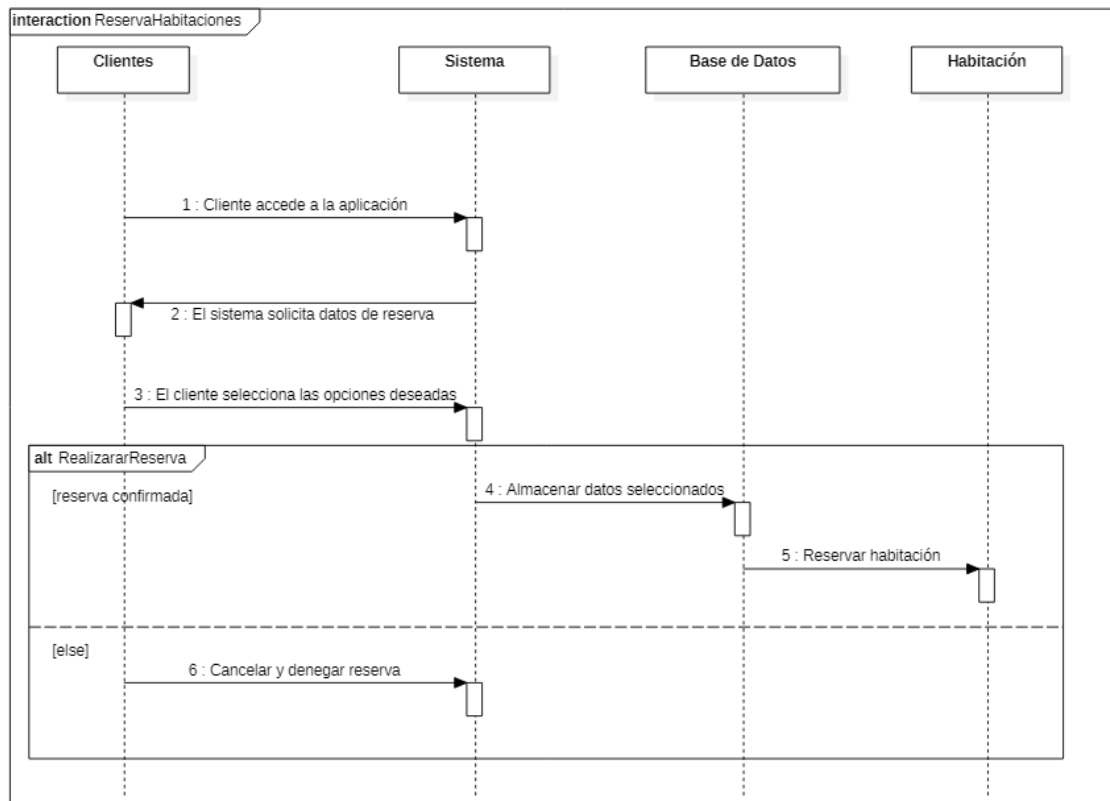 interaction ReservaHabitaciones
Clientes
Sistema
Base de Datos
Habitación
1 : Cliente accede a la aplicación
2 : El sistema solicita datos de reserva
3 : El cliente selecciona las opciones deseadas
alt RealizararReserva
[reserva confirmada]
4 : Almacenar datos seleccionados
5 : Reservar habitación
[else]
6 : Cancelar y denegar reserva